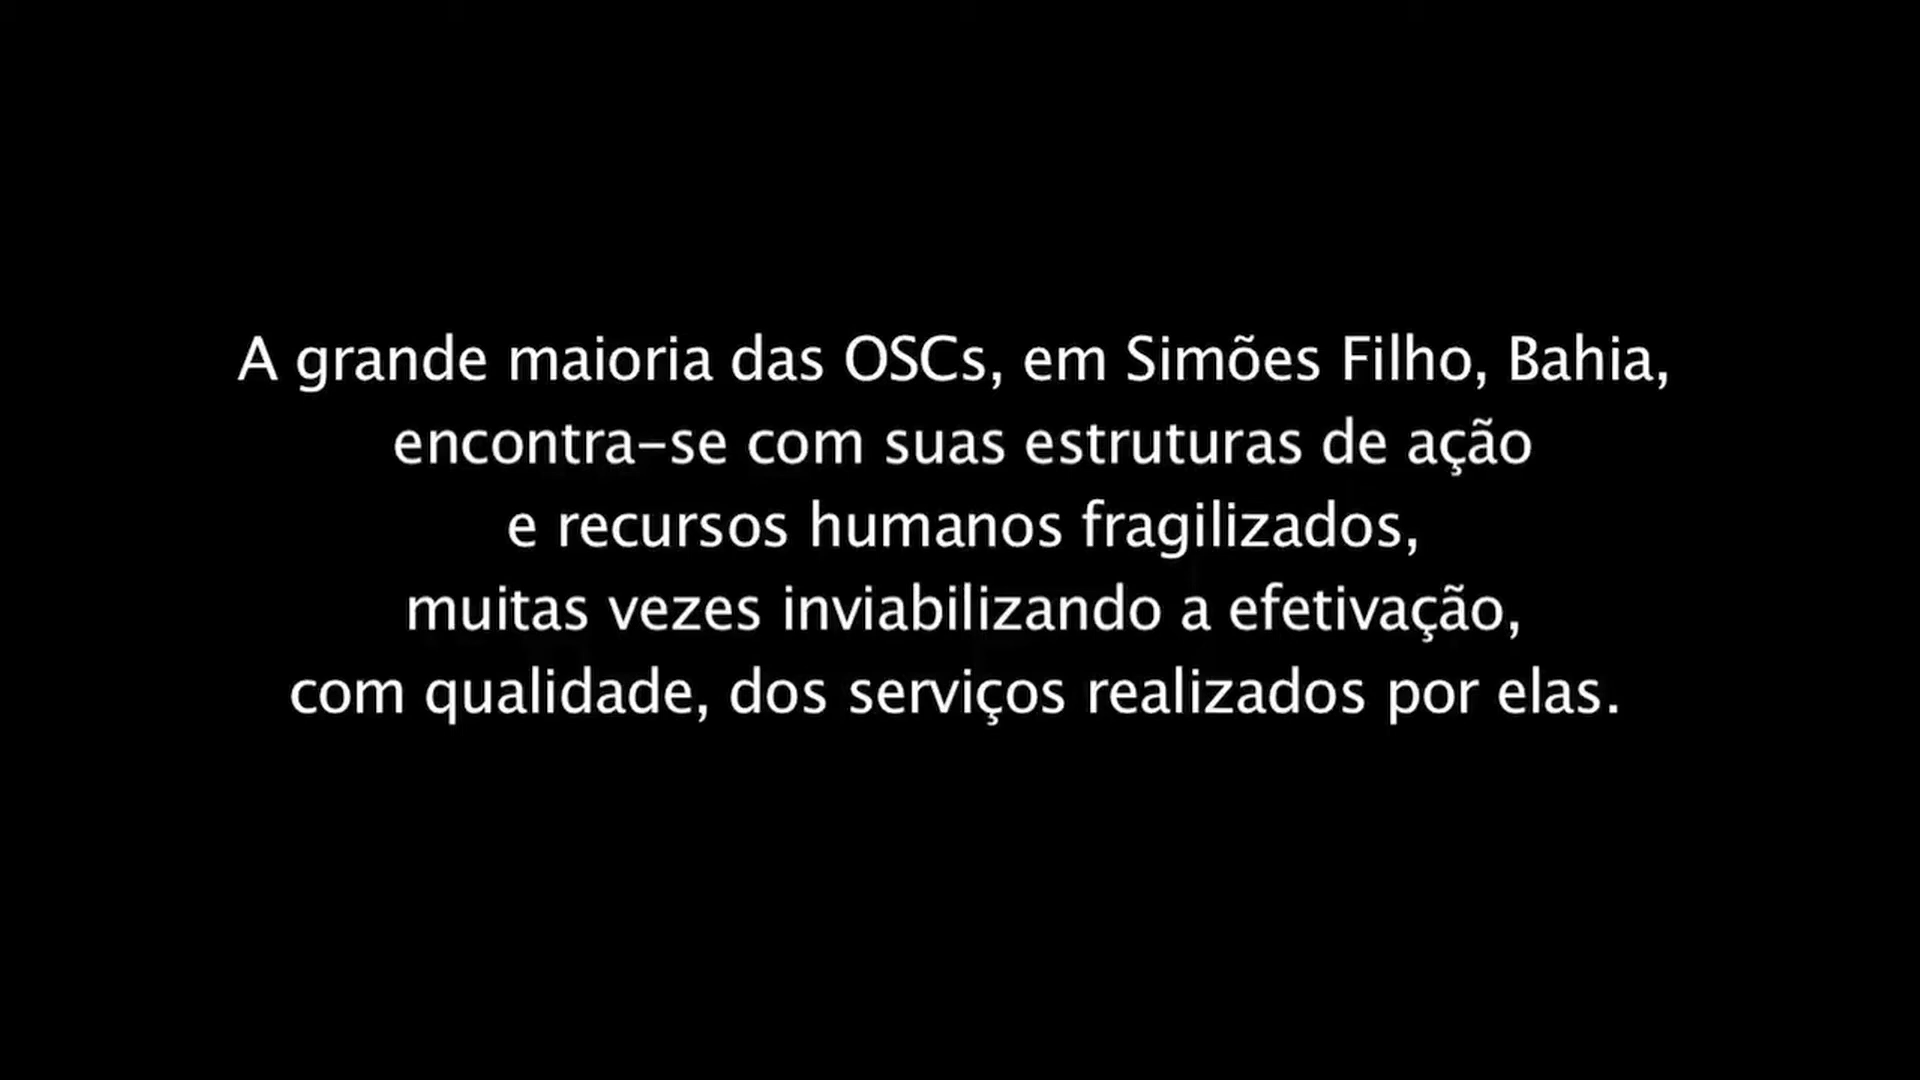 A grande maioria das OSCs, em Simões Filho, Bahia,
encontra-se com suas estruturas de ação
e recursos humanos fragilizados,
muitas vezes inviabilizando a efetivação,
com qualidade, dos serviços realizados por elas.